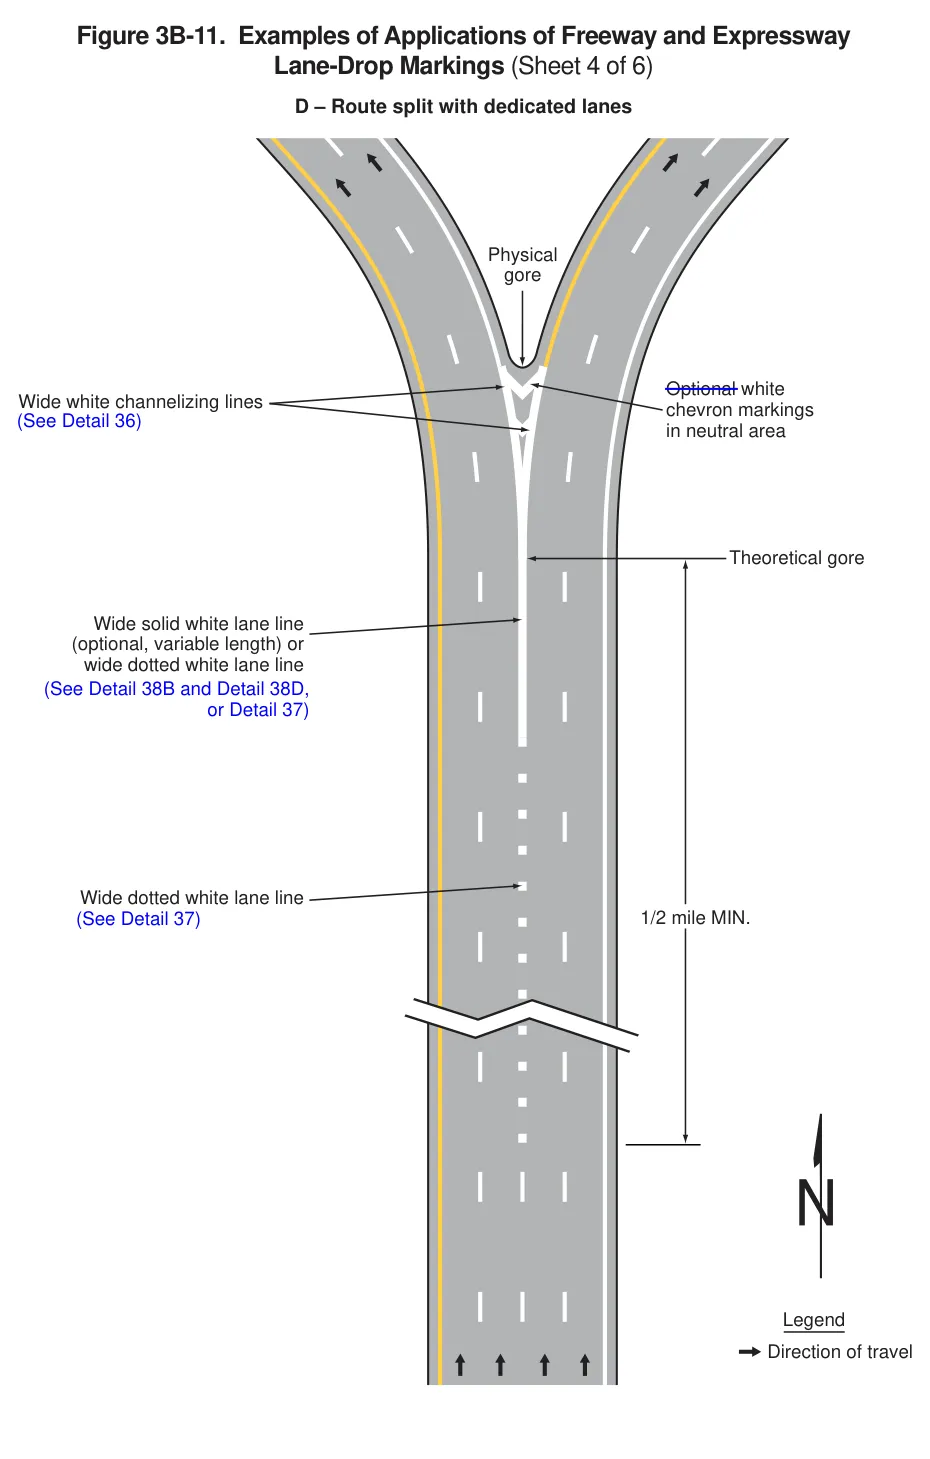 Figure 3B-11.  Examples of Applications of Freeway and Expressway
Lane-Drop Markings (Sheet 4 of 6)
D – Route split with dedicated lanes
Physical
gore
Wide white channelizing lines
(See Detail 36)
Optional white
chevron markings
in neutral area
Theoretical gore
Wide solid white lane line
(optional, variable length) or
wide dotted white lane line
(See Detail 38B and Detail 38D,
or Detail 37)
Wide dotted white lane line
(See Detail 37)
1/2 mile MIN.
N
Legend
Direction of travel